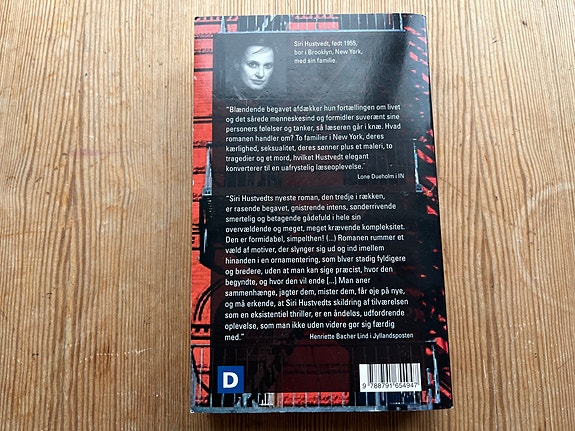 Siri Hustvedt, født 1955,
bor i Brooklyn, New York,
med sin familie.
"Blændende begavet afdækker hun fortællingen om livet
og det sårede menneskesind og formidler suverænt sine
personers følelser og tanker, så læseren går i knæ. Hvad
romanen handler om? To familier i New York, deres
kærlighed, seksualitet, deres sønner plus et maleri, to
tragedier og et mord, hvilket Hustvedt elegant
konverterer til en uafrystelig læseoplevelse."
Lone Dueholm i IN
"Siri Hustvedts nyeste roman, den tredje i rækken,
er rasende begavet, gnistrende intens, sønderrivende
smertelig og betagende gådefuld i hele sin
overvældende og meget, meget krævende kompleksitet.
Den er formidabel, simpelthen! (...) Romanen rummer et
væld af motiver, der slynger sig ud og ind imellem
hinanden i en ornamentering, som bliver stadig fyldigere
og bredere, uden at man kan sige præcist, hvor den
begyndte, og hvor den vil ende [...] Man aner
sammenhænge, jagter dem, mister dem, får øje på nye,
og må erkende, at Siri Hustvedts skildring af tilværelsen
som en eksistentiel thriller, er en åndeløs, udfordrende
oplevelse, som man ikke uden videre gør sig færdig
med."
Henriette Bacher Lind i Jyllandsposten
D
9 788791 654947